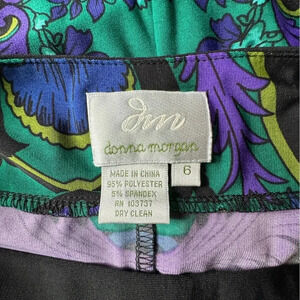 dm
donna morgan
6
MADE IN CHINA
95% POLYESTER
5% SPANDEX
RN 103737
DRY CLEAN